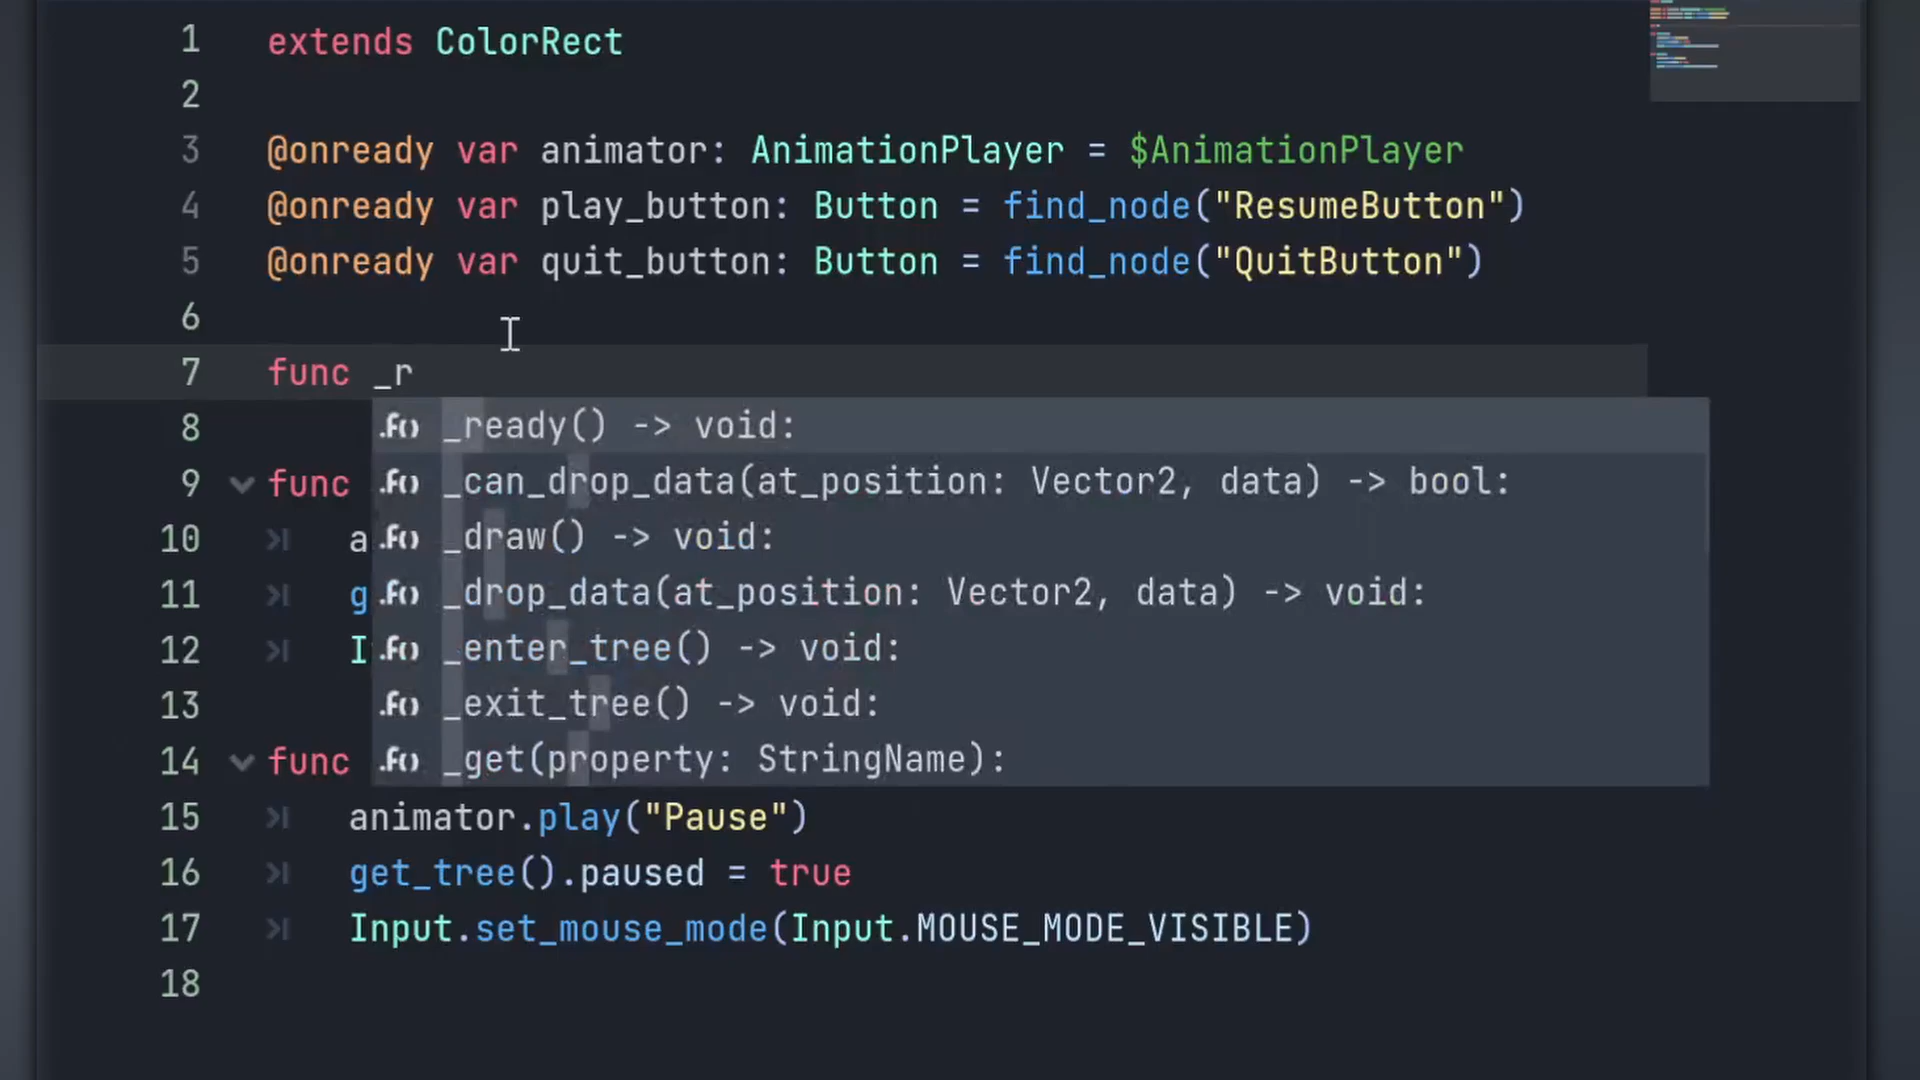 1 extends ColorRect
2
3 @onready var animator: AnimationPlayer = $AnimationPlayer
4 @onready var play_button: Button = find_node("ResumeButton")
5 @onready var quit_button: Button = find_node("QuitButton")
6
7 func _r
8 .f() _ready() -> void:
9 func .f() _can_drop_data(at_position: Vector2, data) -> bool:
10 a .f() _draw() -> void:
11 g .f() _drop_data(at_position: Vector2, data) -> void:
12 I .f() _enter_tree() -> void:
13 .f() _exit_tree() -> void:
14 func .f() _get(property: StringName):
15 animator.play("Pause")
16 get_tree().paused = true
17 Input.set_mouse_mode(Input.MOUSE_MODE_VISIBLE)
18